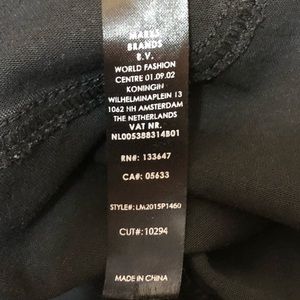 MARKS
BRANDS
B.V.
WORLD FASHION
CENTRE 01.09.02
KONINGIN
WILHELMINAPLEIN 13
1062 HH AMSTERDAM
THE NETHERLANDS
VAT NR.
NL005388314B01
RN#: 133647
CA#: 05633
STYLE#: LM2015P1460
CUT#: 10294
MADE IN CHINA